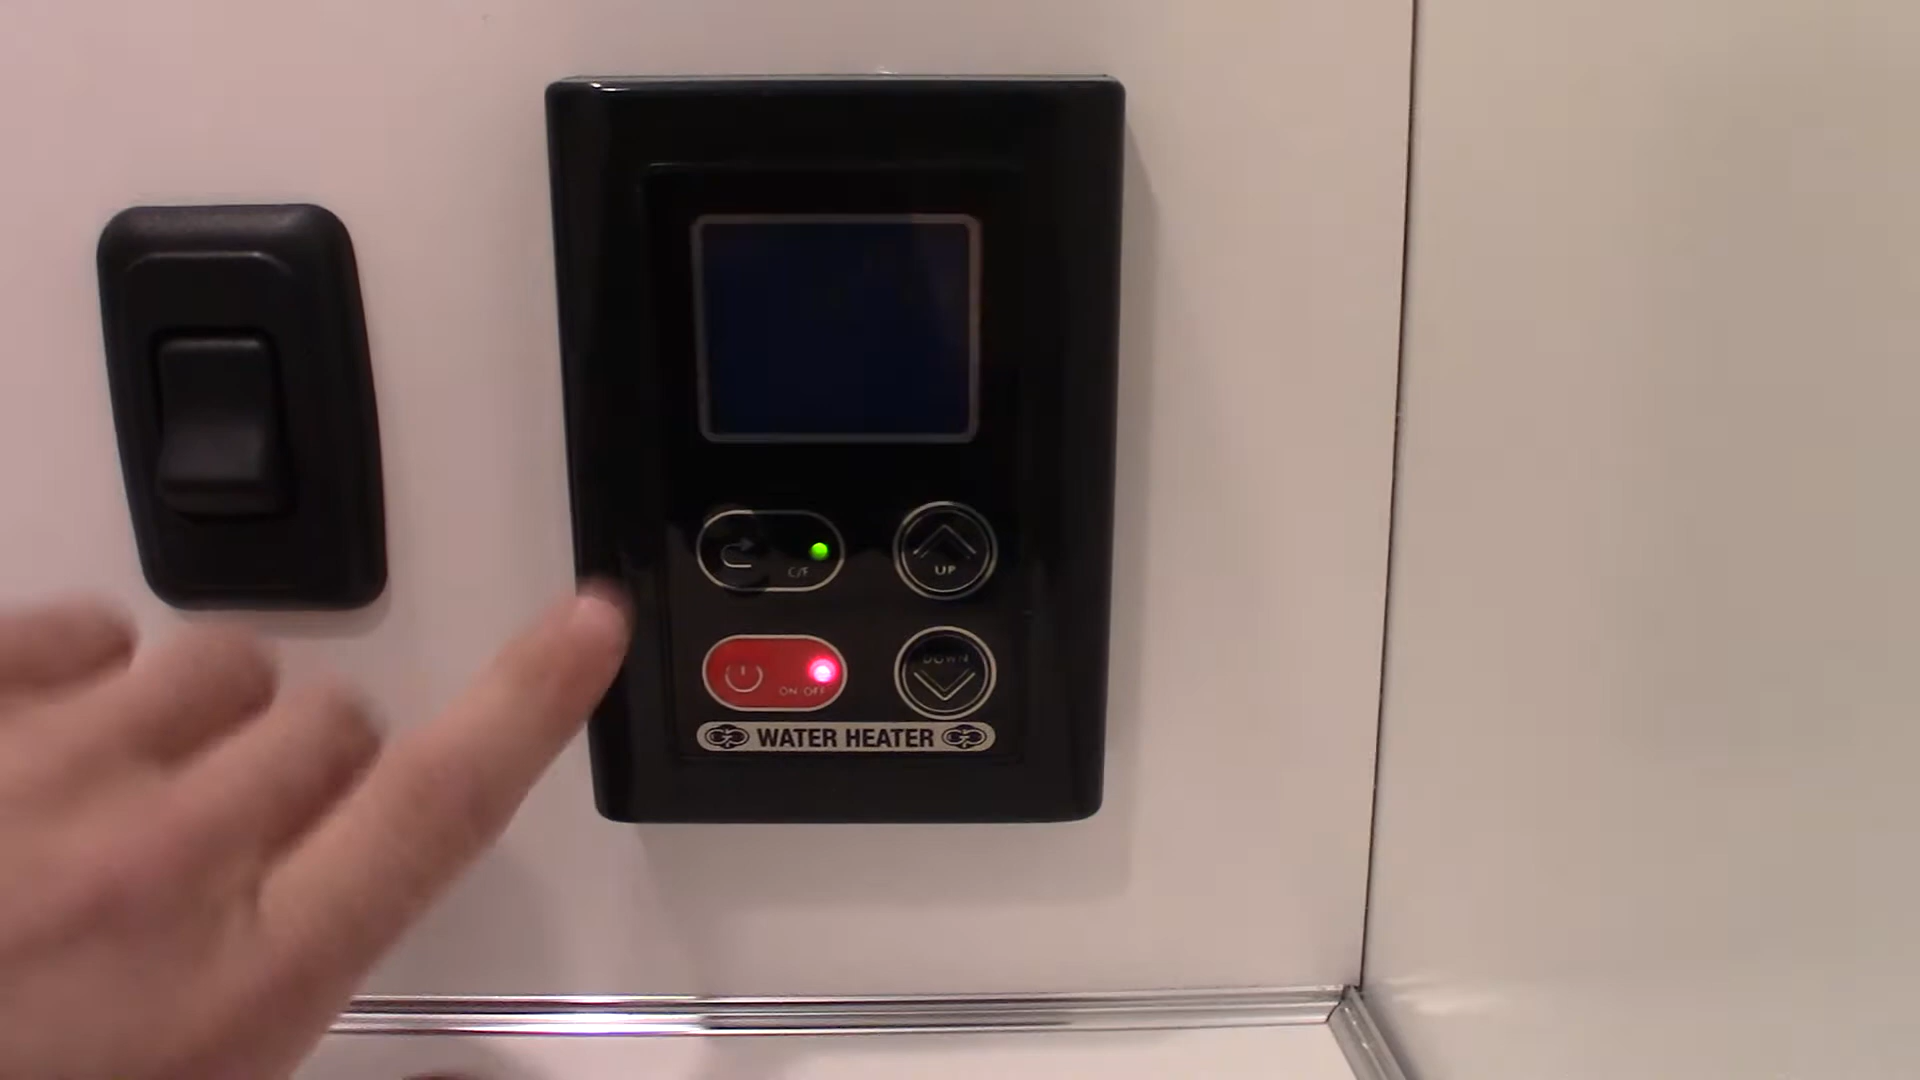 C/F
UP
ON OFF
DOWN
WATER HEATER